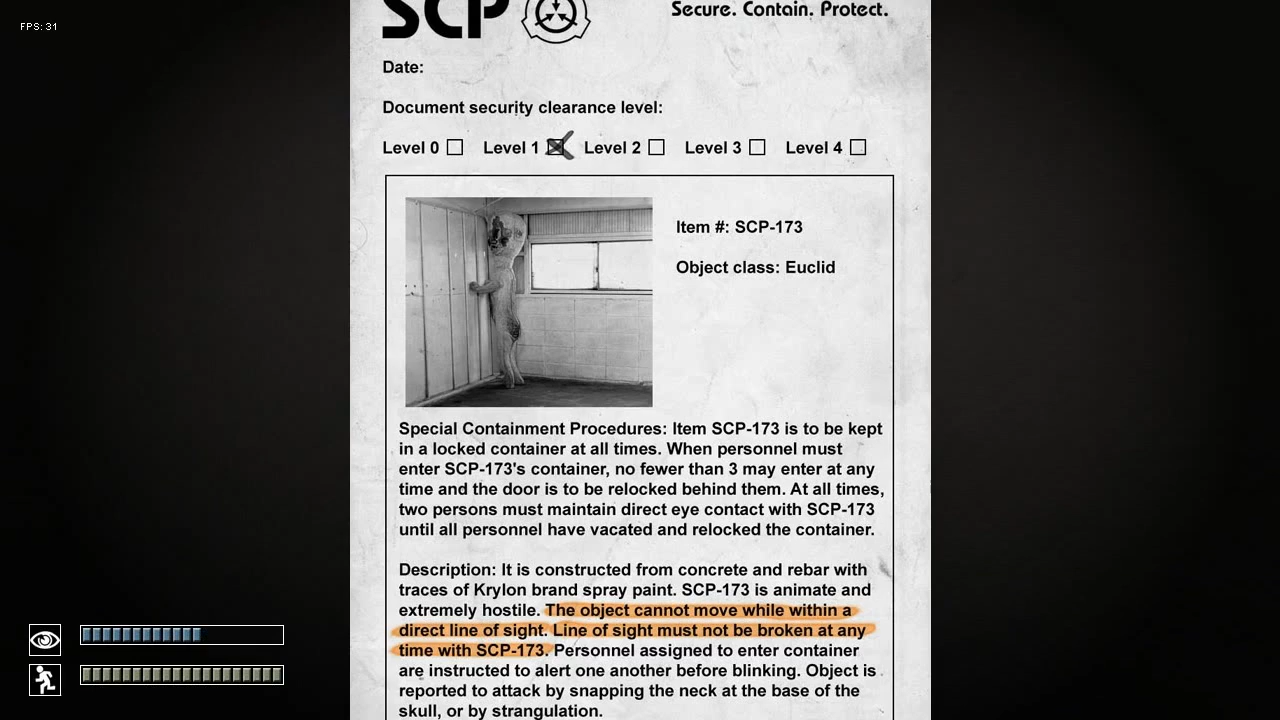 FPS: 31
SCP
Secure. Contain. Protect.
Date:
Document security clearance level:
Level 0 Level 1 Level 2 Level 3 Level 4
Item #: SCP-173
Object class: Euclid
Special Containment Procedures: Item SCP-173 is to be kept
in a locked container at all times. When personnel must
enter SCP-173's container, no fewer than 3 may enter at any
time and the door is to be relocked behind them. At all times,
two persons must maintain direct eye contact with SCP-173
until all personnel have vacated and relocked the container.
Description: It is constructed from concrete and rebar with
traces of Krylon brand spray paint. SCP-173 is animate and
extremely hostile. The object cannot move while within a
direct line of sight. Line of sight must not be broken at any
time with SCP-173. Personnel assigned to enter container
are instructed to alert one another before blinking. Object is
reported to attack by snapping the neck at the base of the
skull, or by strangulation.